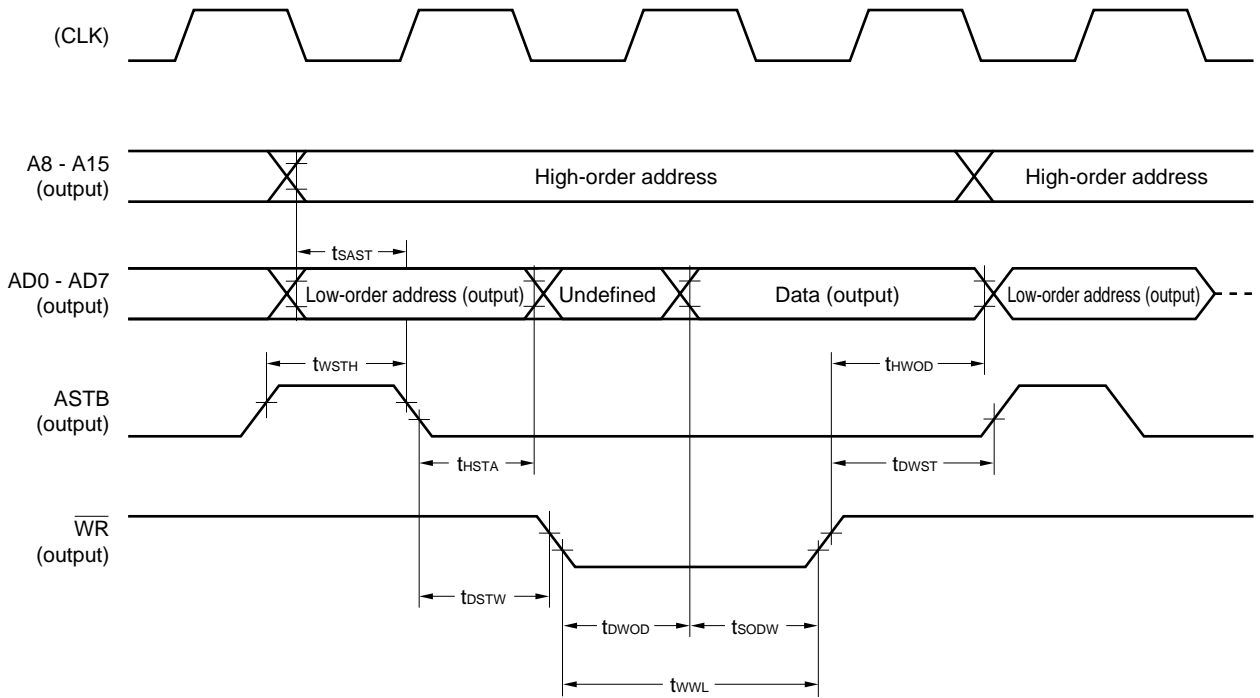 (CLK)
A8 - A15
(output)
High-order address
High-order address
tSAST
AD0 - AD7
(output)
Low-order address (output)
Undefined
Data (output)
Low-order address (output)
tWSTH
tHWOD
ASTB
(output)
tHSTA
tDWST
WR
(output)
tDSTW
tDWOD
tSODW
tWWL